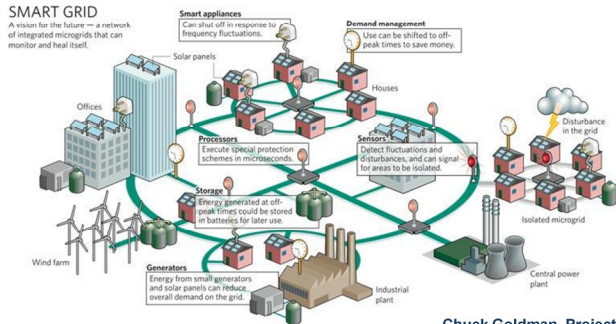 SMART GRID
A vision for the future — a network
of integrated microgrids that can
monitor and heal itself.
Smart appliances
Can shut off in response to
frequency fluctuations.
Demand management
Use can be shifted to off-
peak times to save money.
Solar panels
Houses
Offices
Processors
Execute special protection
schemes in microseconds.
Sensors
Detect fluctuations and
disturbances, and can signal
for areas to be isolated.
Disturbance
in the grid
Storage
Energy generated at off-
peak times could be stored
in batteries for later use.
Isolated microgrid
Wind farm
Generators
Energy from small generators
and solar panels can reduce
overall demand on the grid.
Industrial
plant
Central power
plant
Chuck Goldman, Project